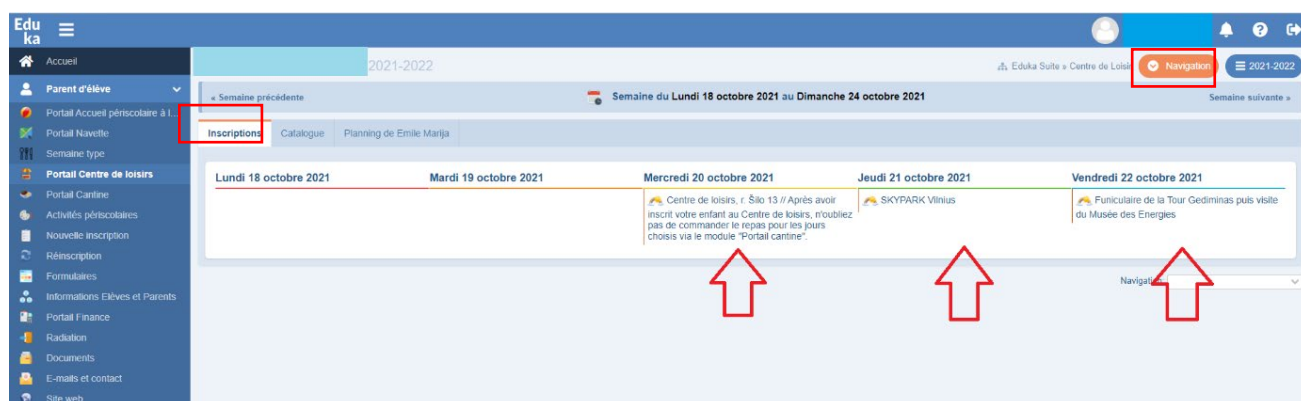 Edu
ka
Accueil
2021-2022
Eduka Suite » Centre de Loisir
Navigation
2021-2022
Parent d'élève
« Semaine précédente
Semaine du Lundi 18 octobre 2021 au Dimanche 24 octobre 2021
Semaine suivante »
Portail Accueil périscolaire à l...
Portail Navette
Inscriptions
Catalogue
Planning de Emile Marija
Semaine type
Portail Centre de loisirs
Portail Cantine
Activités périscolaires
Nouvelle inscription
Réinscription
Formulaires
Informations Elèves et Parents
Portail Finance
Radiation
Documents
E-mails et contact
Site web
Lundi 18 octobre 2021
Mardi 19 octobre 2021
Mercredi 20 octobre 2021
Jeudi 21 octobre 2021
Vendredi 22 octobre 2021
Centre de loisirs, r. Šilo 13 // Après avoir
inscrit votre enfant au Centre de loisirs, n'oubliez
pas de commander le repas pour les jours
choisis via le module "Portail cantine".
SKYPARK Vilnius
Funiculaire de la Tour Gediminas puis visite
du Musée des Energies